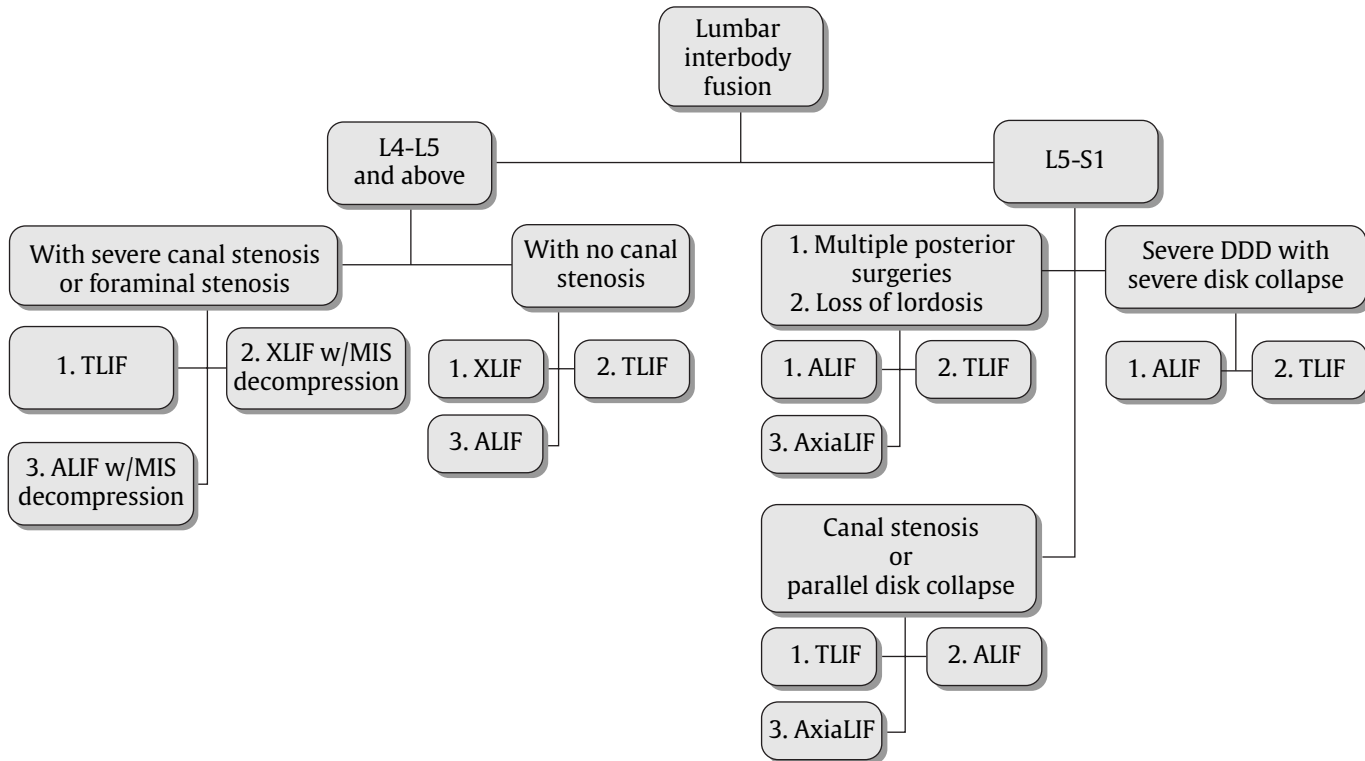 Lumbar
interbody
fusion
L4-L5
and above
L5-S1
With severe canal stenosis
or foraminal stenosis
With no canal
stenosis
1. Multiple posterior
surgeries
2. Loss of lordosis
Severe DDD with
severe disk collapse
1. TLIF
2. XLIF w/MIS
decompression
3. ALIF w/MIS
decompression
1. XLIF
2. TLIF
3. ALIF
1. ALIF
2. TLIF
3. AxiaLIF
1. ALIF
2. TLIF
Canal stenosis
or
parallel disk collapse
1. TLIF
2. ALIF
3. AxiaLIF